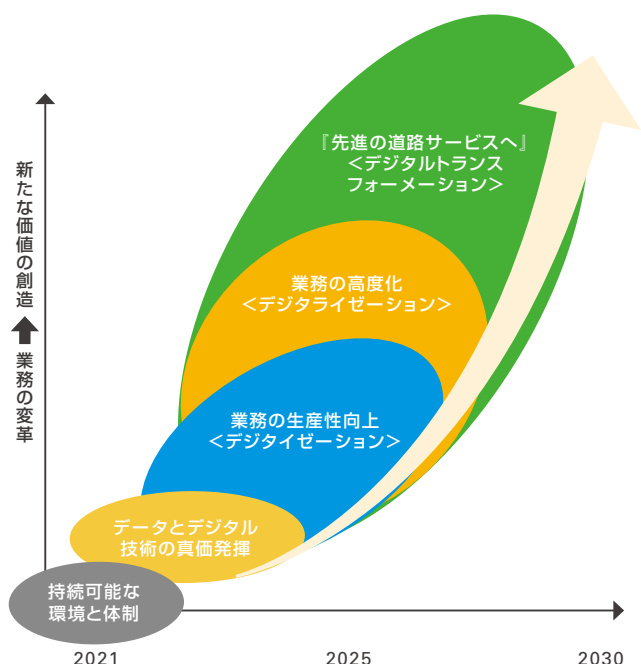 『先進の道路サービスへ』
＜デジタルトランス
フォーメーション＞
業務の高度化
＜デジタライゼーション＞
業務の生産性向上
＜デジタイゼーション＞
データとデジタル
技術の真価発揮
持続可能な
環境と体制
新たな価値の創造
業務の変革
2021
2025
2030